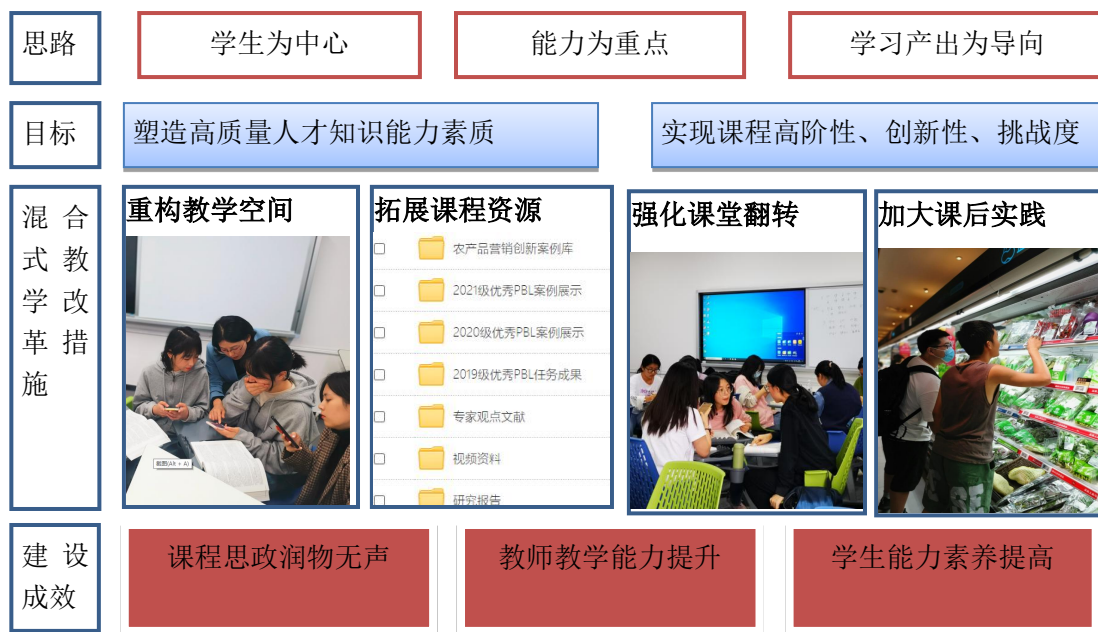 思路
学生为中心
能力为重点
学习产出为导向
目标
塑造高质量人才知识能力素质
实现课程高阶性、创新性、挑战度
混合
式教
学改
革措
施
重构教学空间
拓展课程资源
强化课堂翻转
加大课后实践
截图(Alt + A)
农产品营销创新案例库
2021级优秀PBL案例展示
2020级优秀PBL案例展示
2019级优秀PBL任务成果
专家观点文献
视频资料
研究报告
建设
成效
课程思政润物无声
教师教学能力提升
学生能力素养提高